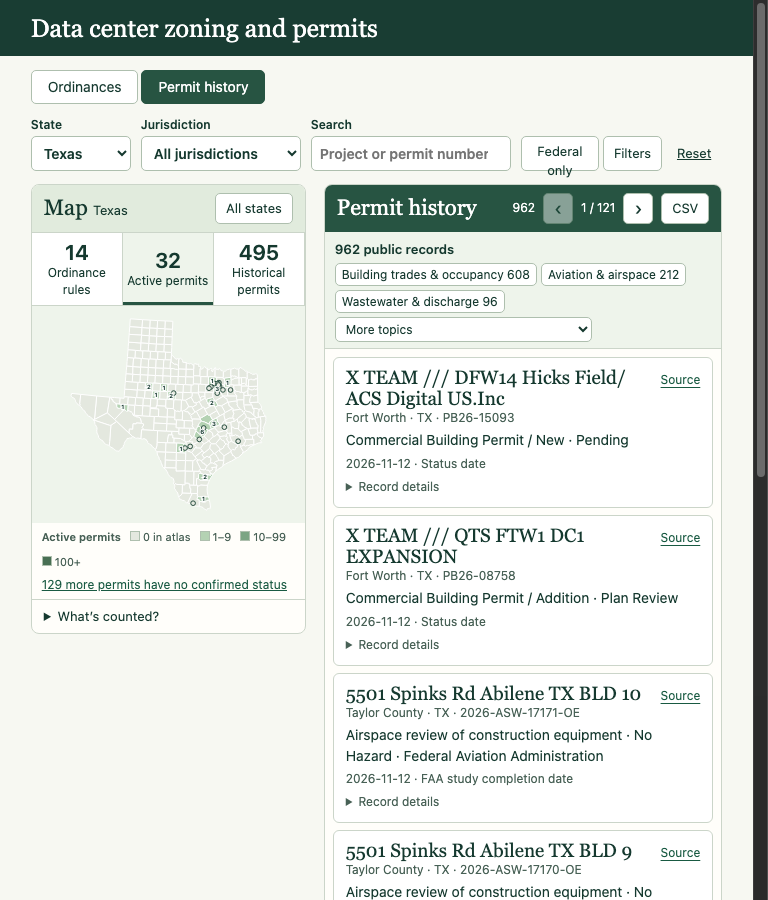 Data center zoning and permits
Ordinances
Permit history
State
Jurisdiction
Search
Texas
All jurisdictions
Project or permit number
Federal only
Filters
Reset
Map Texas
All states
14
Ordinance rules
32
Active permits
495
Historical permits
Active permits
0 in atlas
1–9
10–99
100+
129 more permits have no confirmed status
What's counted?
Permit history
962
‹
1 / 121
›
CSV
962 public records
Building trades & occupancy 608
Aviation & airspace 212
Wastewater & discharge 96
More topics
X TEAM /// DFW14 Hicks Field/
ACS Digital US.Inc
Source
Fort Worth · TX · PB26-15093
Commercial Building Permit / New · Pending
2026-11-12 · Status date
Record details
X TEAM /// QTS FTW1 DC1
EXPANSION
Source
Fort Worth · TX · PB26-08758
Commercial Building Permit / Addition · Plan Review
2026-11-12 · Status date
Record details
5501 Spinks Rd Abilene TX BLD 10
Source
Taylor County · TX · 2026-ASW-17171-OE
Airspace review of construction equipment · No
Hazard · Federal Aviation Administration
2026-11-12 · FAA study completion date
Record details
5501 Spinks Rd Abilene TX BLD 9
Source
Taylor County · TX · 2026-ASW-17170-OE
Airspace review of construction equipment · No